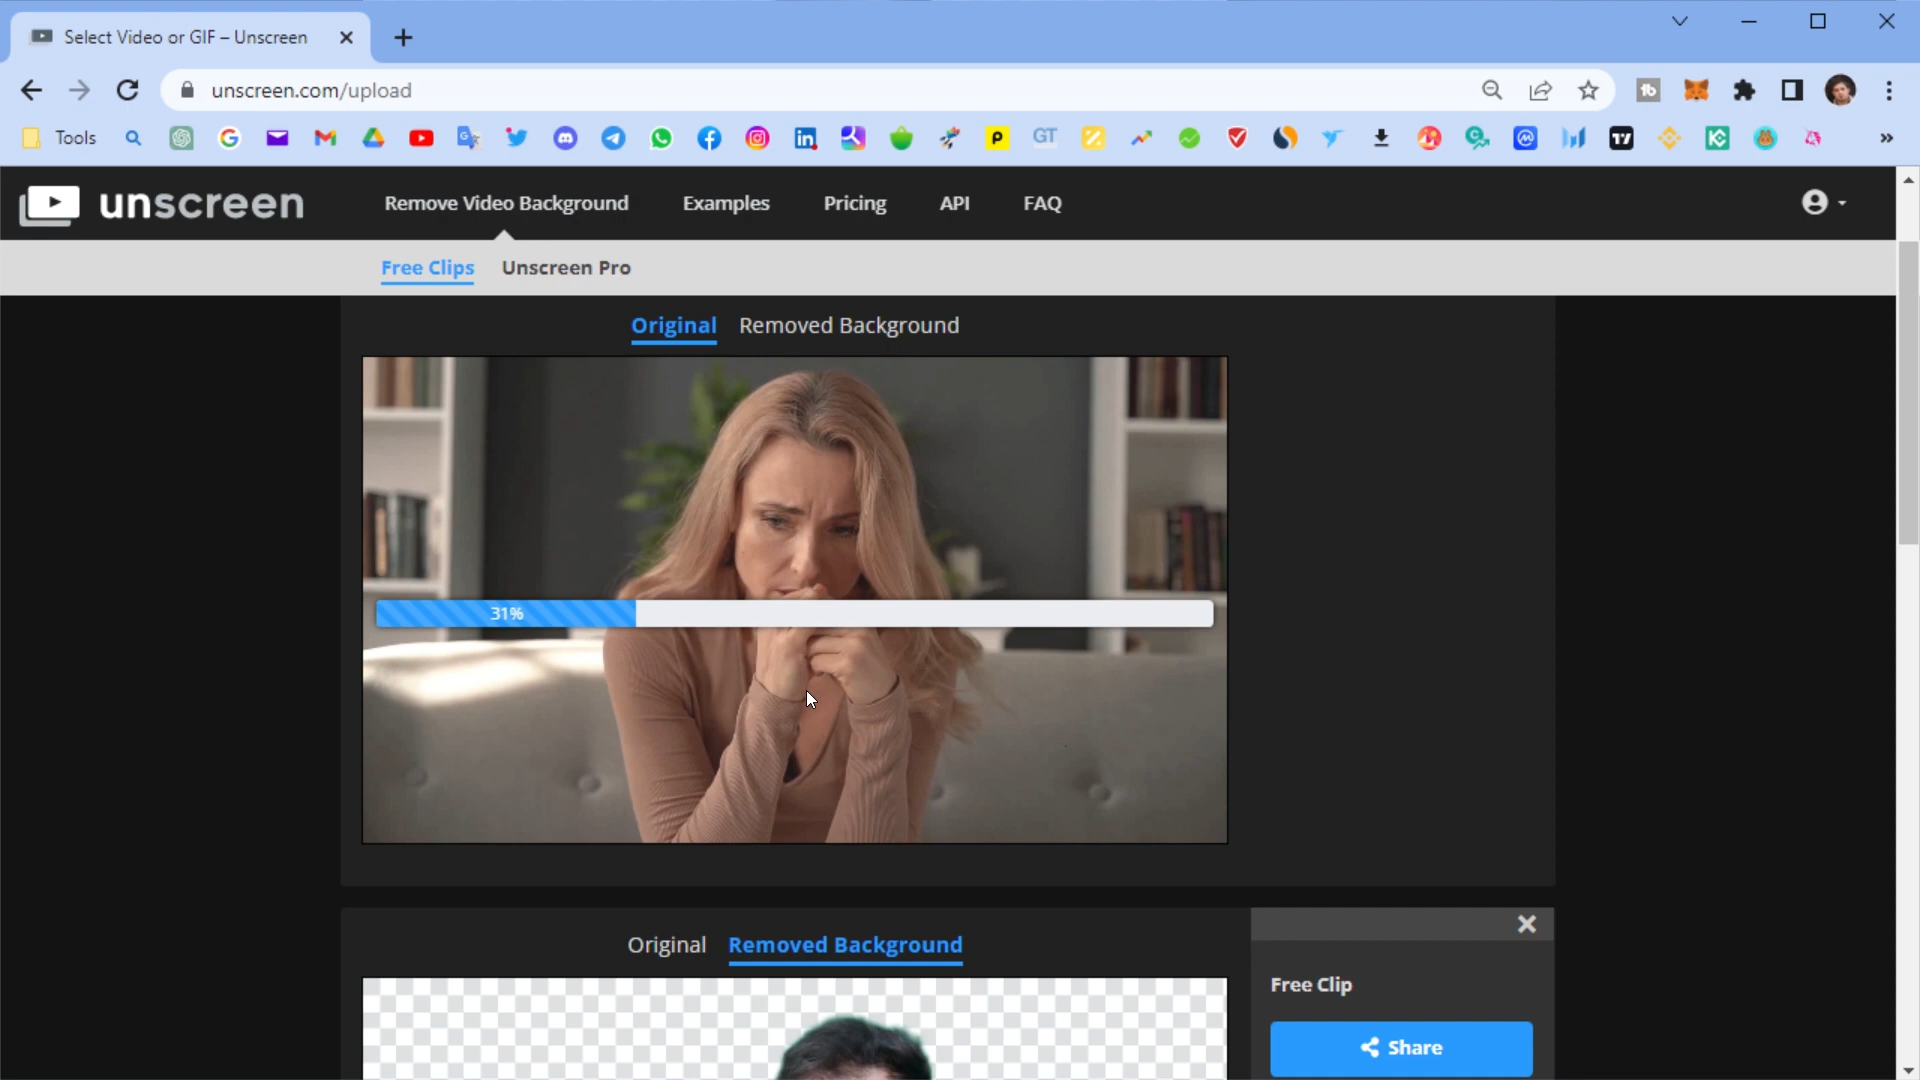 Select Video or GIF – Unscreen
unscreen.com/upload
Tools
unscreen
Remove Video Background
Examples
Pricing
API
FAQ
Free Clips
Unscreen Pro
Original
Removed Background
31%
Original
Removed Background
Free Clip
Share